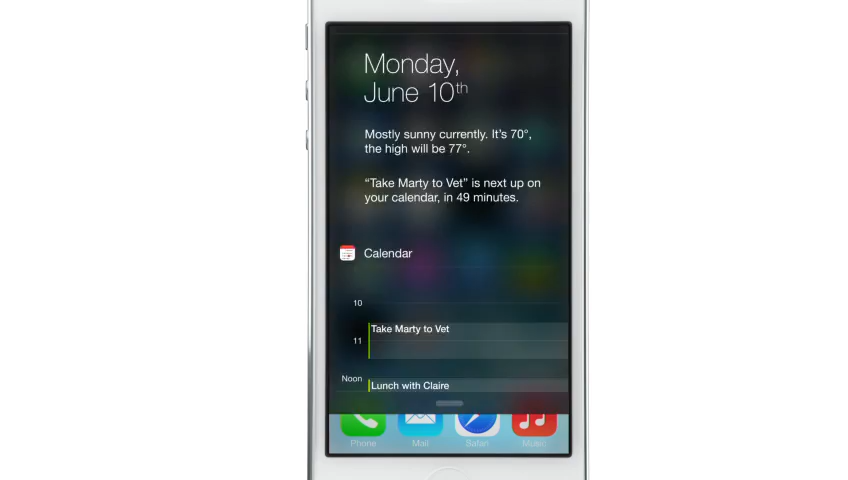 Monday,
June 10th
Mostly sunny currently. It's 70°,
the high will be 77°.
“Take Marty to Vet” is next up on
your calendar, in 49 minutes.
Calendar
10
Take Marty to Vet
11
Noon
Lunch with Claire
Phone
Mail
Safari
Music